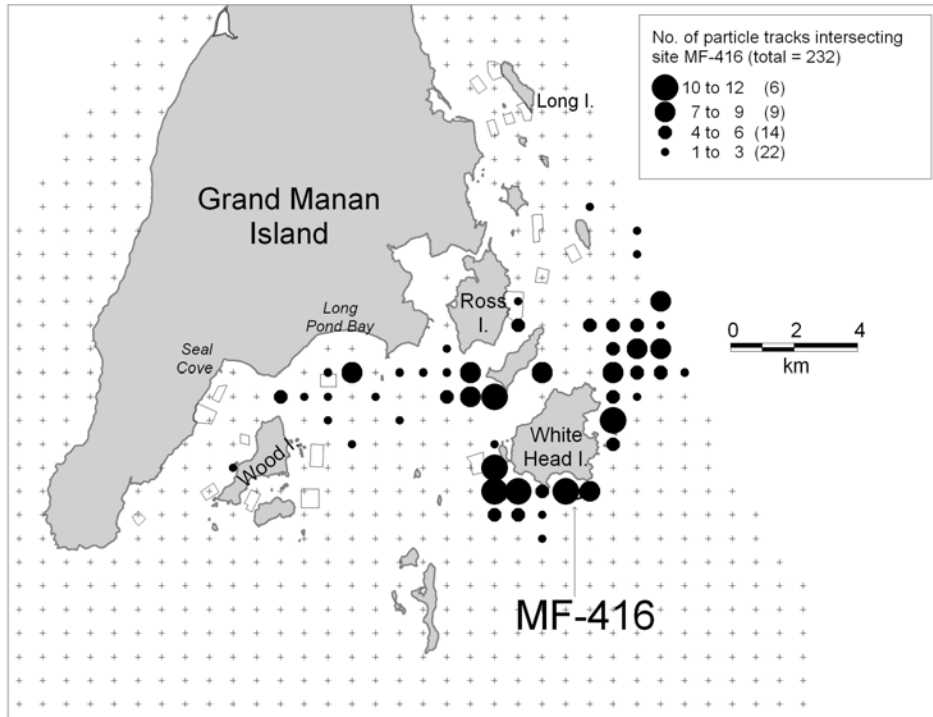 No. of particle tracks intersecting
site MF-416 (total = 232)
10 to 12 (6)
7 to 9 (9)
4 to 6 (14)
1 to 3 (22)
Long I.
Grand Manan
Island
Ross
I.
Long
Pond Bay
Seal
Cove
0 2 4
km
White
Head I.
Wood I.
MF-416